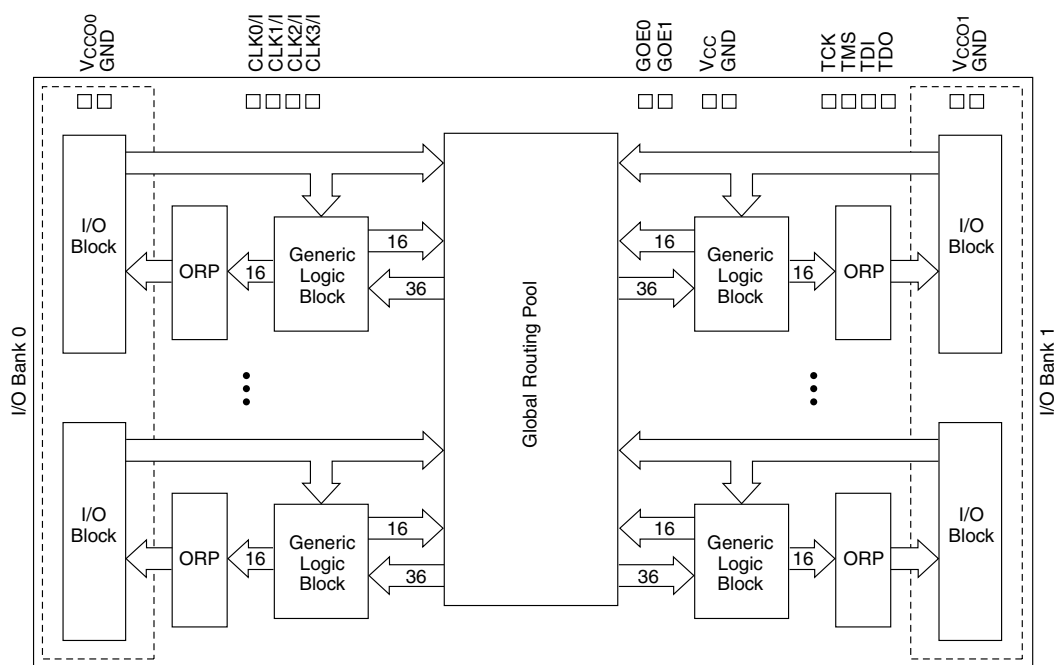 VCCO0
GND
CLK0/I
CLK1/I
CLK2/I
CLK3/I
GOE0
GOE1
VCC
GND
TCK
TMS
TDI
TDO
VCCO1
GND
I/O Bank 0
I/O
Block
ORP
16
Generic
Logic
Block
16
36
Global Routing Pool
16
36
Generic
Logic
Block
16
ORP
I/O
Block
I/O Bank 1
I/O
Block
ORP
16
Generic
Logic
Block
16
36
16
36
Generic
Logic
Block
16
ORP
I/O
Block